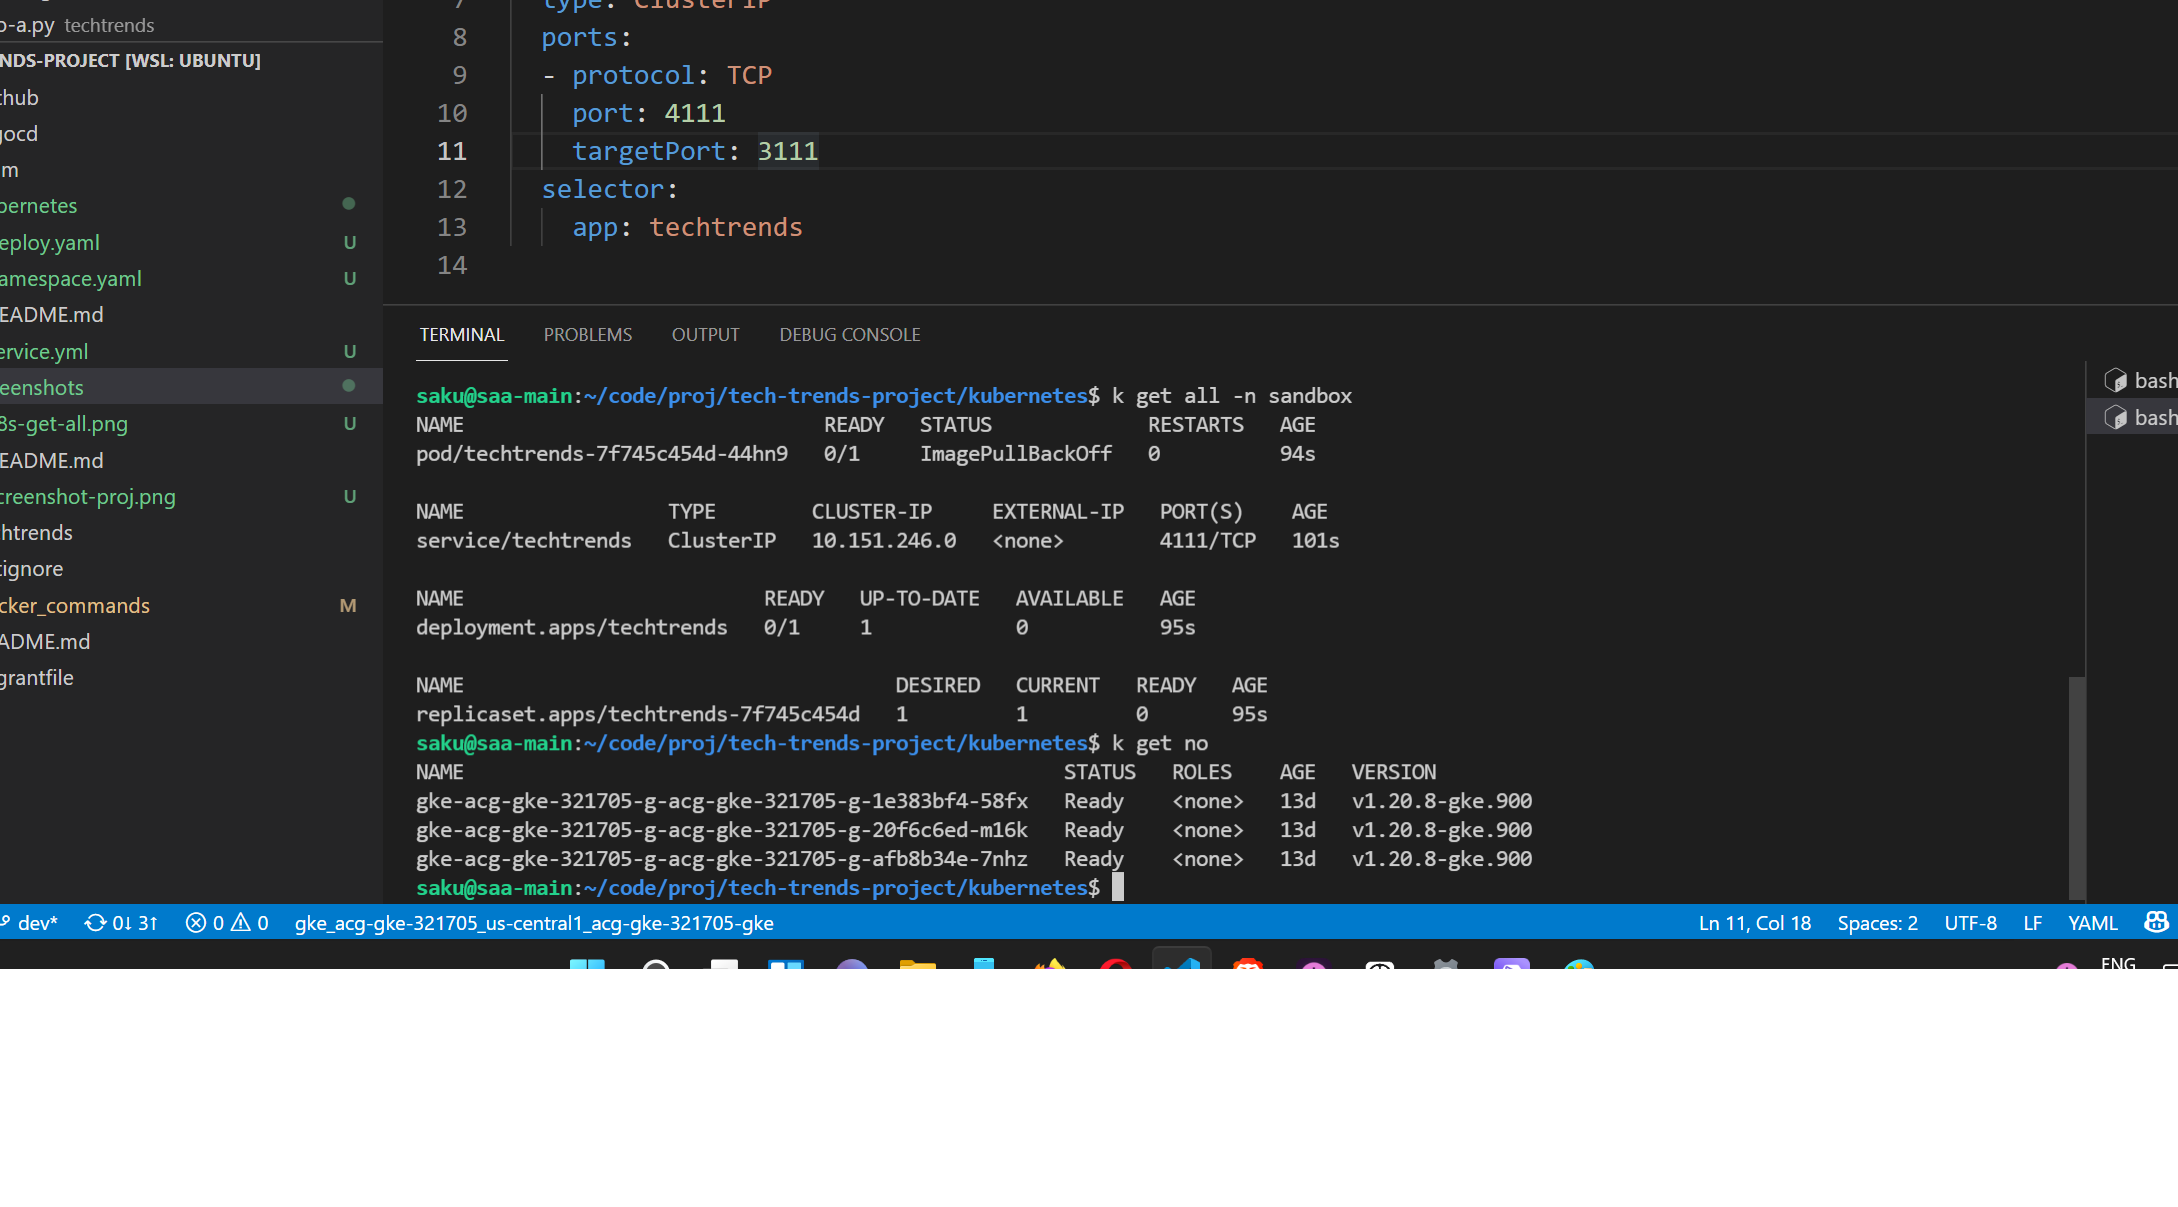 o-a.py techtrends
NDS-PROJECT [WSL: UBUNTU]
hub
ocd
m
bernetes
eploy.yaml U
amespace.yaml U
EADME.md
ervice.yml U
eenshots
8s-get-all.png U
EADME.md
creenshot-proj.png U
htrends
ignore
cker_commands M
ADME.md
grantfile
7 type: ClusterIP
8 ports:
9 - protocol: TCP
10 port: 4111
11 targetPort: 3111
12 selector:
13 app: techtrends
14
TERMINAL PROBLEMS OUTPUT DEBUG CONSOLE
saku@saa-main:~/code/proj/tech-trends-project/kubernetes$ k get all -n sandbox
NAME READY STATUS RESTARTS AGE
pod/techtrends-7f745c454d-44hn9 0/1 ImagePullBackOff 0 94s
NAME TYPE CLUSTER-IP EXTERNAL-IP PORT(S) AGE
service/techtrends ClusterIP 10.151.246.0 <none> 4111/TCP 101s
NAME READY UP-TO-DATE AVAILABLE AGE
deployment.apps/techtrends 0/1 1 0 95s
NAME DESIRED CURRENT READY AGE
replicaset.apps/techtrends-7f745c454d 1 1 0 95s
saku@saa-main:~/code/proj/tech-trends-project/kubernetes$ k get no
NAME STATUS ROLES AGE VERSION
gke-acg-gke-321705-g-acg-gke-321705-g-1e383bf4-58fx Ready <none> 13d v1.20.8-gke.900
gke-acg-gke-321705-g-acg-gke-321705-g-20f6c6ed-m16k Ready <none> 13d v1.20.8-gke.900
gke-acg-gke-321705-g-acg-gke-321705-g-afb8b34e-7nhz Ready <none> 13d v1.20.8-gke.900
saku@saa-main:~/code/proj/tech-trends-project/kubernetes$
bash
bash
dev* 0↓ 3↑ 0 0 gke_acg-gke-321705_us-central1_acg-gke-321705-gke Ln 11, Col 18 Spaces: 2 UTF-8 LF YAML
ENG